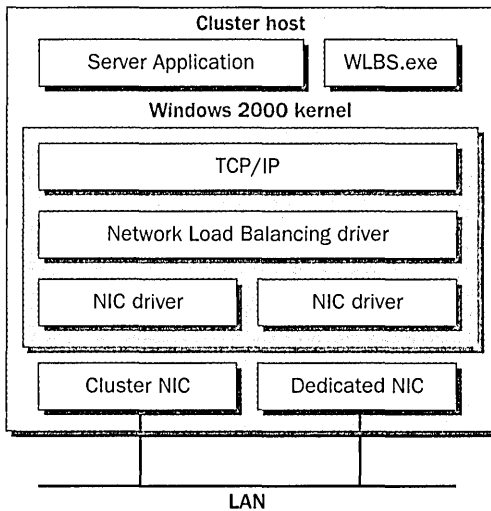 Cluster host
Server Application
WLBS.exe
Windows 2000 kernel
TCP/IP
Network Load Balancing driver
NIC driver
NIC driver
Cluster NIC
Dedicated NIC
LAN